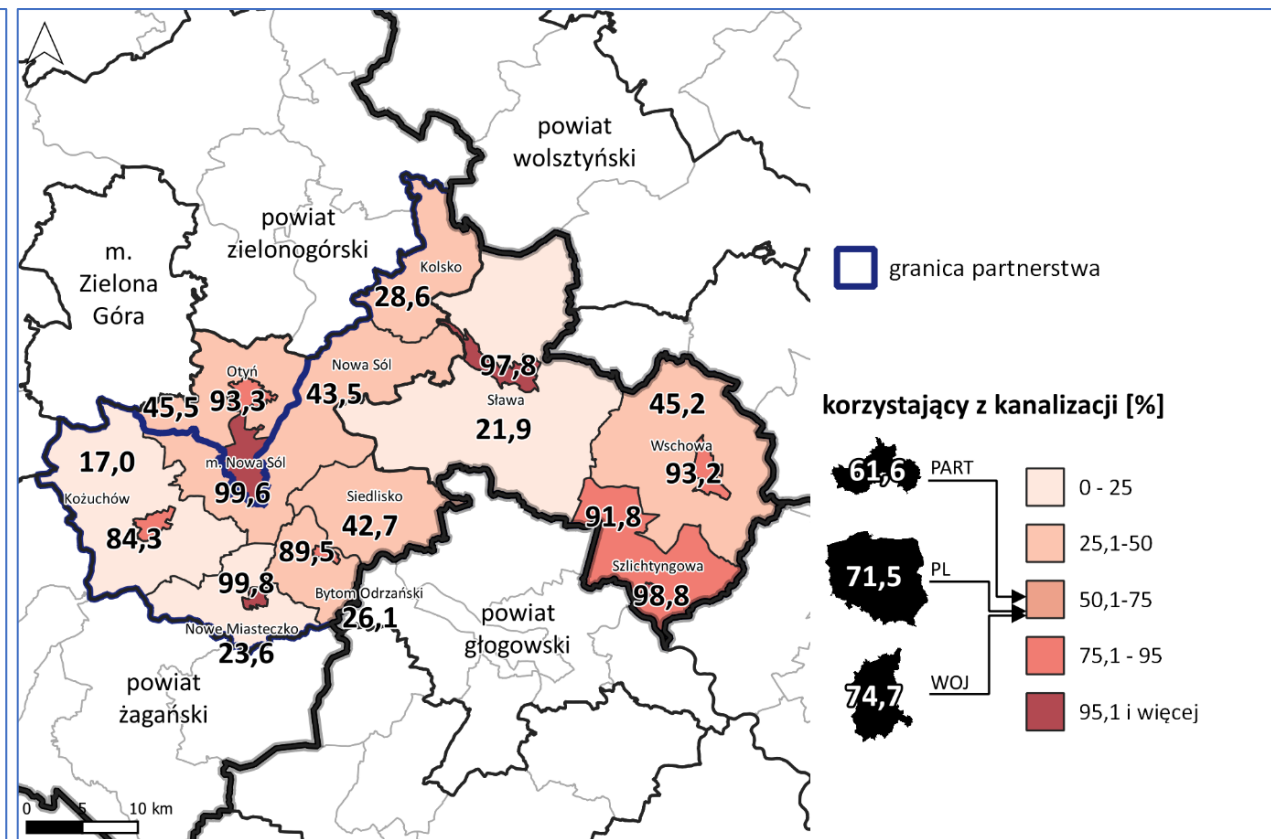 powiat
wolsztyński
powiat
zielonogórski
m.
Zielona
Góra
Kolsko
28,6
Otyń
93,3
45,5
Nowa Sól
43,5
97,8
Sława
21,9
45,2
Wschowa
93,2
17,0
Kożuchów
84,3
m. Nowa Sól
99,6
Siedlisko
42,7
89,5
91,8
Szlichtyngowa
98,8
99,8
Bytom Odrzański
26,1
Nowe Miasteczko
23,6
powiat
głogowski
powiat
żagański
0 5 10 km
granica partnerstwa
korzystający z kanalizacji [%]
61,6 PART
71,5 PL
74,7 WOJ
0 - 25
25,1-50
50,1-75
75,1 - 95
95,1 i więcej